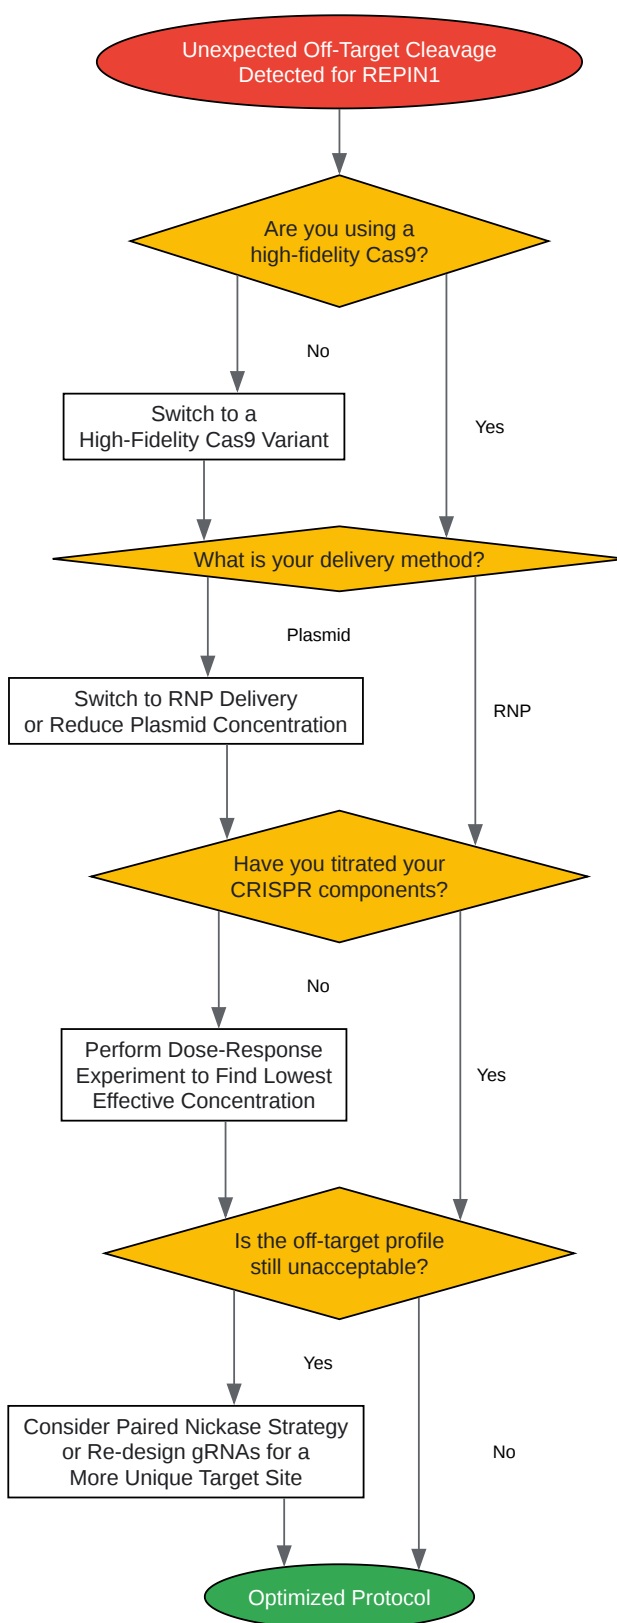 Unexpected Off-Target Cleavage
Detected for REPIN1
Are you using a
high-fidelity Cas9?
No
Switch to a
High-Fidelity Cas9 Variant
Yes
What is your delivery method?
Plasmid
Switch to RNP Delivery
or Reduce Plasmid Concentration
RNP
Have you titrated your
CRISPR components?
No
Perform Dose-Response
Experiment to Find Lowest
Effective Concentration
Yes
Is the off-target profile
still unacceptable?
Yes
Consider Paired Nickase Strategy
or Re-design gRNAs for a
More Unique Target Site
No
Optimized Protocol